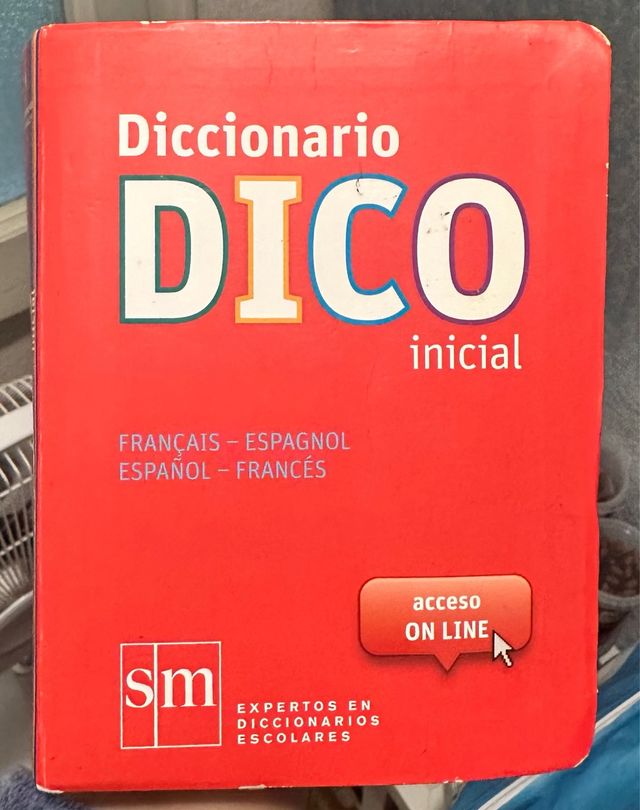 Diccionario
DICO
inicial
FRANÇAIS – ESPAGNOL
ESPAÑOL – FRANCÉS
acceso
ON LINE
sm
EXPERTOS EN
DICCIONARIOS
ESCOLARES